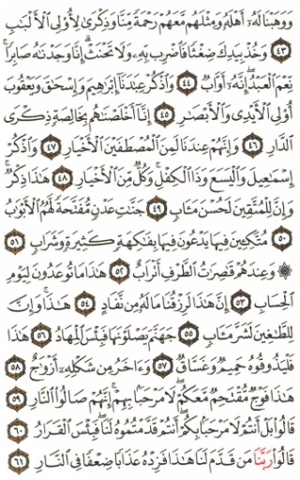 وَوَهَبْنَا لَهُۥٓ أَهْلَهُۥ وَمِثْلَهُم مَّعَهُمْ رَحْمَةً مِّنَّا وَذِكْرَىٰ لِأُو۟لِى ٱلْأَلْبَـٰبِ
٤٣ وَخُذْ بِيَدِكَ ضِغْثًا فَٱضْرِب بِّهِۦ وَلَا تَحْنَثْ إِنَّا وَجَدْنَـٰهُ صَابِرًا
نِّعْمَ ٱلْعَبْدُ إِنَّهُۥٓ أَوَّابٌ ٤٤ وَٱذْكُرْ عِبَـٰدَنَآ إِبْرَٰهِيمَ وَإِسْحَـٰقَ وَيَعْقُوبَ
أُو۟لِى ٱلْأَيْدِى وَٱلْأَبْصَـٰرِ ٤٥ إِنَّآ أَخْلَصْنَـٰهُم بِخَالِصَةٍ ذِكْرَى
ٱلدَّارِ ٤٦ وَإِنَّهُمْ عِندَنَا لَمِنَ ٱلْمُصْطَفَيْنَ ٱلْأَخْيَارِ ٤٧ وَٱذْكُرْ
إِسْمَـٰعِيلَ وَٱلْيَسَعَ وَذَا ٱلْكِفْلِ وَكُلٌّ مِّنَ ٱلْأَخْيَارِ ٤٨ هَـٰذَا ذِكْرٌ
وَإِنَّ لِلْمُتَّقِينَ لَحُسْنَ مَـَٔابٍ ٤٩ جَنَّـٰتِ عَدْنٍ مُّفَتَّحَةً لَّهُمُ ٱلْأَبْوَٰبُ
٥٠ مُتَّكِـِٔينَ فِيهَا يَدْعُونَ فِيهَا بِفَـٰكِهَةٍ كَثِيرَةٍ وَشَرَابٍ ٥١
۞ وَعِندَهُمْ قَـٰصِرَٰتُ ٱلطَّرْفِ أَتْرَابٌ ٥٢ هَـٰذَا مَا تُوعَدُونَ لِيَوْمِ
ٱلْحِسَابِ ٥٣ إِنَّ هَـٰذَا لَرِزْقُنَا مَا لَهُۥ مِن نَّفَادٍ ٥٤ هَـٰذَا وَإِنَّ
لِلطَّـٰغِينَ لَشَرَّ مَـَٔابٍ ٥٥ جَهَنَّمَ يَصْلَوْنَهَا فَبِئْسَ ٱلْمِهَادُ ٥٦ هَـٰذَا
فَلْيَذُوقُوهُ حَمِيمٌ وَغَسَّاقٌ ٥٧ وَءَاخَرُ مِن شَكْلِهِۦٓ أَزْوَٰجٌ ٥٨
هَـٰذَا فَوْجٌ مُّقْتَحِمٌ مَّعَكُمْ لَا مَرْحَبًۢا بِهِمْ إِنَّهُمْ صَالُوا۟ ٱلنَّارِ ٥٩
قَالُوا۟ بَلْ أَنتُمْ لَا مَرْحَبًۢا بِكُمْ أَنتُمْ قَدَّمْتُمُوهُ لَنَا فَبِئْسَ ٱلْقَرَارُ ٦٠
قَالُوا۟ رَبَّنَا مَن قَدَّمَ لَنَا هَـٰذَا فَزِدْهُ عَذَابًا ضِعْفًا فِى ٱلنَّارِ ٦١